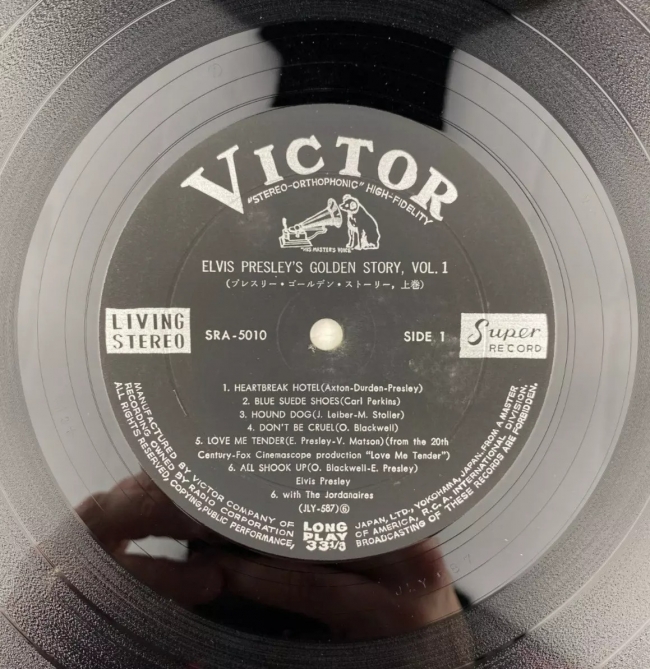 VICTOR
"STEREO-ORTHOPHONIC" HIGH-FIDELITY
"HIS MASTER'S VOICE"
ELVIS PRESLEY'S GOLDEN STORY, VOL. 1
(プレスリー・ゴールデン・ストーリー, 上巻)
LIVING
STEREO
SRA-5010
SIDE 1
Super
RECORD
1. HEARTBREAK HOTEL(Axton-Durden-Presley)
2. BLUE SUEDE SHOES(Carl Perkins)
3. HOUND DOG(J. Leiber-M. Stoller)
4. DON'T BE CRUEL(O. Blackwell)
5. LOVE ME TENDER(E. Presley-V. Matson)(from the 20th
Century-Fox Cinemascope production "Love Me Tender")
6. ALL SHOOK UP(O. Blackwell-E. Presley)
Elvis Presley
6. with The Jordanaires
(JLY-587)⑥
LONG
PLAY
33 1/3
MANUFACTURED BY VICTOR COMPANY OF JAPAN, LTD., YOKOHAMA, JAPAN. FROM A MASTER
RECORDING OWNED BY RADIO CORPORATION OF AMERICA, R.C.A. INTERNATIONAL DIVISION.
ALL RIGHTS RESERVED, COPYING, PUBLIC PERFORMANCE, BROADCASTING OF THESE RECORDS ARE FORBIDDEN.